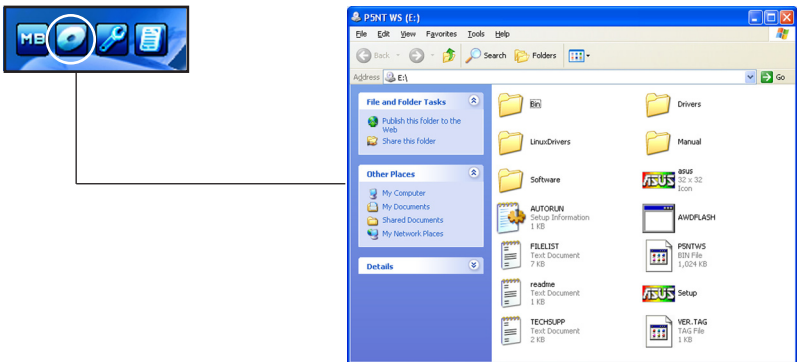 MB
P5NT WS (E:)
File Edit View Favorites Tools Help
Back Search Folders
Address E:\ Go
File and Folder Tasks
Publish this folder to the
Web
Share this folder
Other Places
My Computer
My Documents
Shared Documents
My Network Places
Details
Bin
Drivers
LinuxDrivers
Manual
Software
ASUS
asus
32 x 32
Icon
AUTORUN
Setup Information
1 KB
AWDFLASH
FILELIST
Text Document
7 KB
P5NTWS
BIN File
1,024 KB
readme
Text Document
1 KB
ASUS
Setup
TECHSUPP
Text Document
2 KB
VER.TAG
TAG File
1 KB